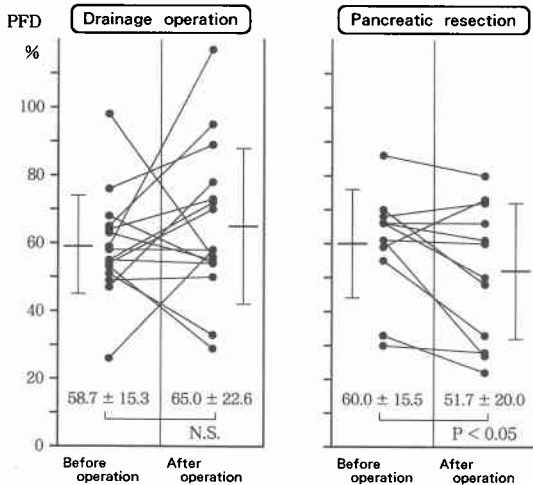 PFD
%
Drainage operation
Pancreatic resection
100
80
60
40
20
0
58.7 ± 15.3
65.0 ± 22.6
N.S.
60.0 ± 15.5
51.7 ± 20.0
P < 0.05
Before
operation
After
operation
Before
operation
After
operation